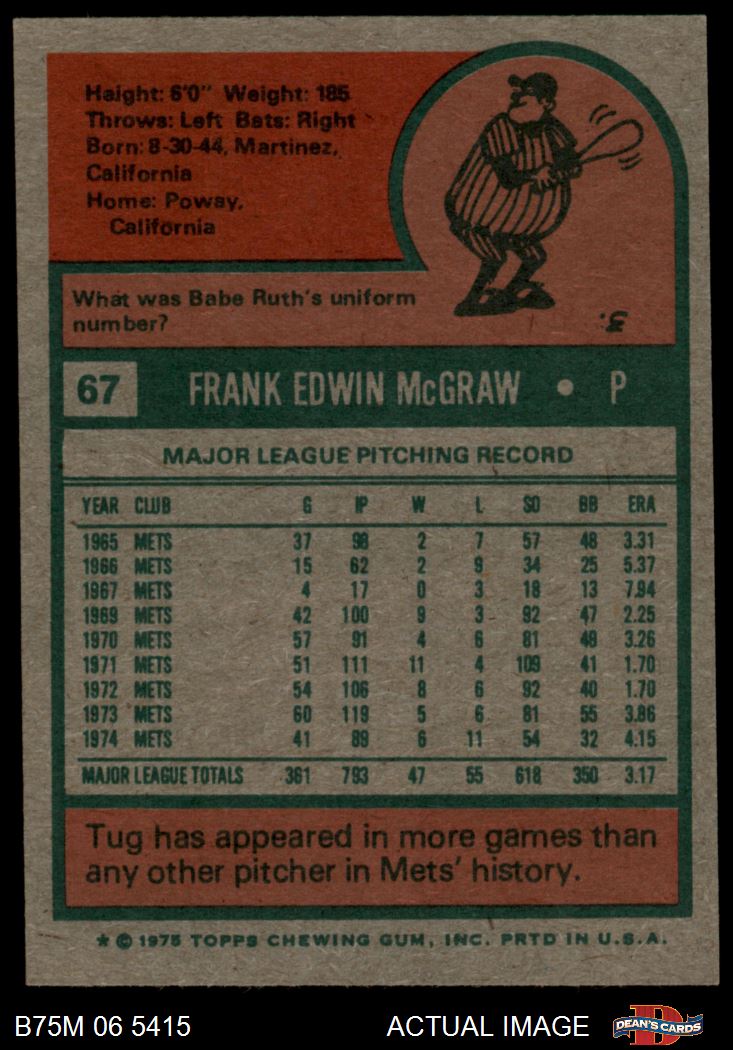 Height: 6'0" Weight: 185
Throws: Left Bats: Right
Born: 8-30-44, Martinez,
California
Home: Poway,
California
What was Babe Ruth's uniform
number?
3.
67 FRANK EDWIN McGRAW • P
MAJOR LEAGUE PITCHING RECORD
YEAR CLUB G IP W L SO BB ERA
1965 METS 37 98 2 7 57 48 3.31
1966 METS 15 62 2 9 34 25 5.37
1967 METS 4 17 0 3 18 13 7.94
1969 METS 42 100 9 3 92 47 2.25
1970 METS 57 91 4 6 81 49 3.26
1971 METS 51 111 11 4 109 41 1.70
1972 METS 54 106 8 6 92 40 1.70
1973 METS 60 119 5 6 81 55 3.86
1974 METS 41 89 6 11 54 32 4.15
MAJOR LEAGUE TOTALS 361 793 47 55 618 350 3.17
Tug has appeared in more games than
any other pitcher in Mets' history.
* © 1975 TOPPS CHEWING GUM, INC. PRTD IN U.S.A.
B75M 06 5415 ACTUAL IMAGE DEAN'S CARDS